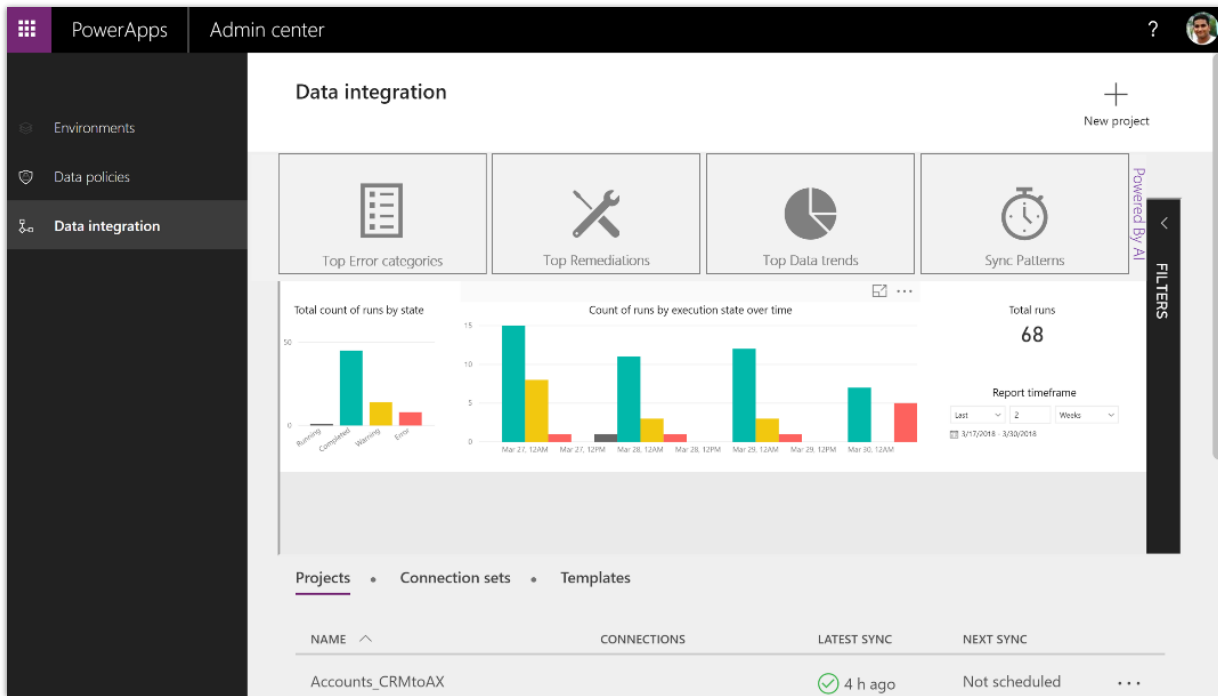 PowerApps Admin center ?
Environments
Data policies
Data integration
Data integration
New project
Top Error categories
Top Remediations
Top Data trends
Sync Patterns
Powered By AI
FILTERS
Total count of runs by state
50
0
Running
Completed
Warning
Error
Count of runs by execution state over time
15
10
5
0
Mar 27, 12AM Mar 27, 12PM Mar 28, 12AM Mar 28, 12PM Mar 29, 12AM Mar 29, 12PM Mar 30, 12AM
Total runs
68
Report timeframe
Last 2 Weeks
3/17/2018 - 3/30/2018
Projects • Connection sets • Templates
NAME CONNECTIONS LATEST SYNC NEXT SYNC
Accounts_CRMtoAX 4 h ago Not scheduled ...